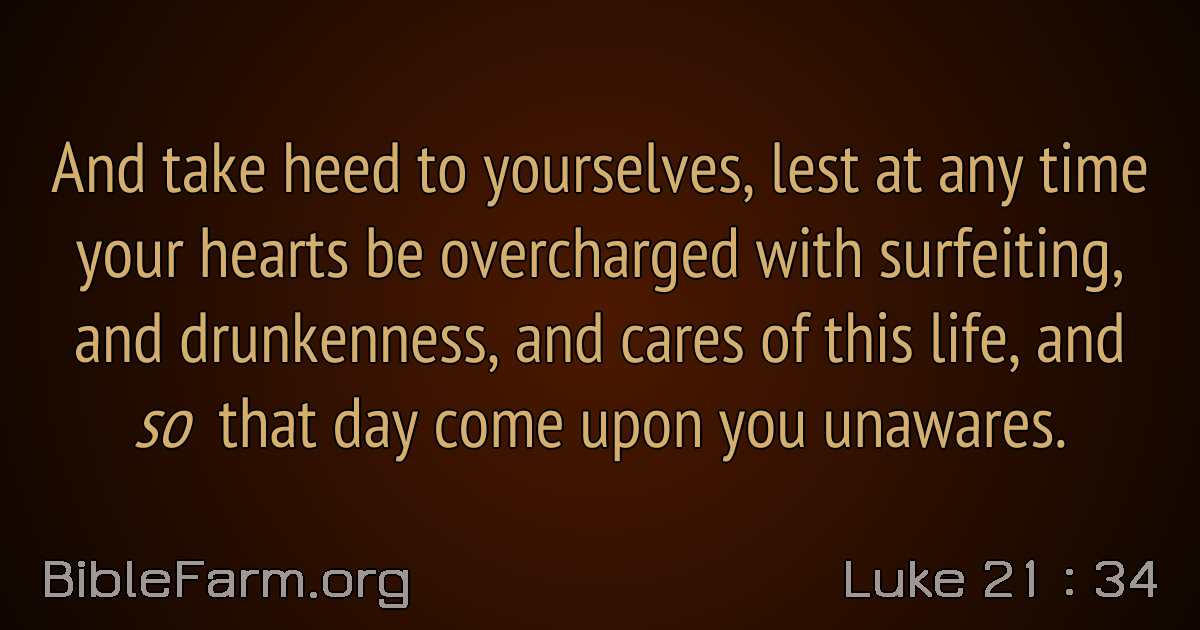 And take heed to yourselves, lest at any time
your hearts be overcharged with surfeiting,
and drunkenness, and cares of this life, and
so that day come upon you unawares.
BibleFarm.org
Luke 21 : 34